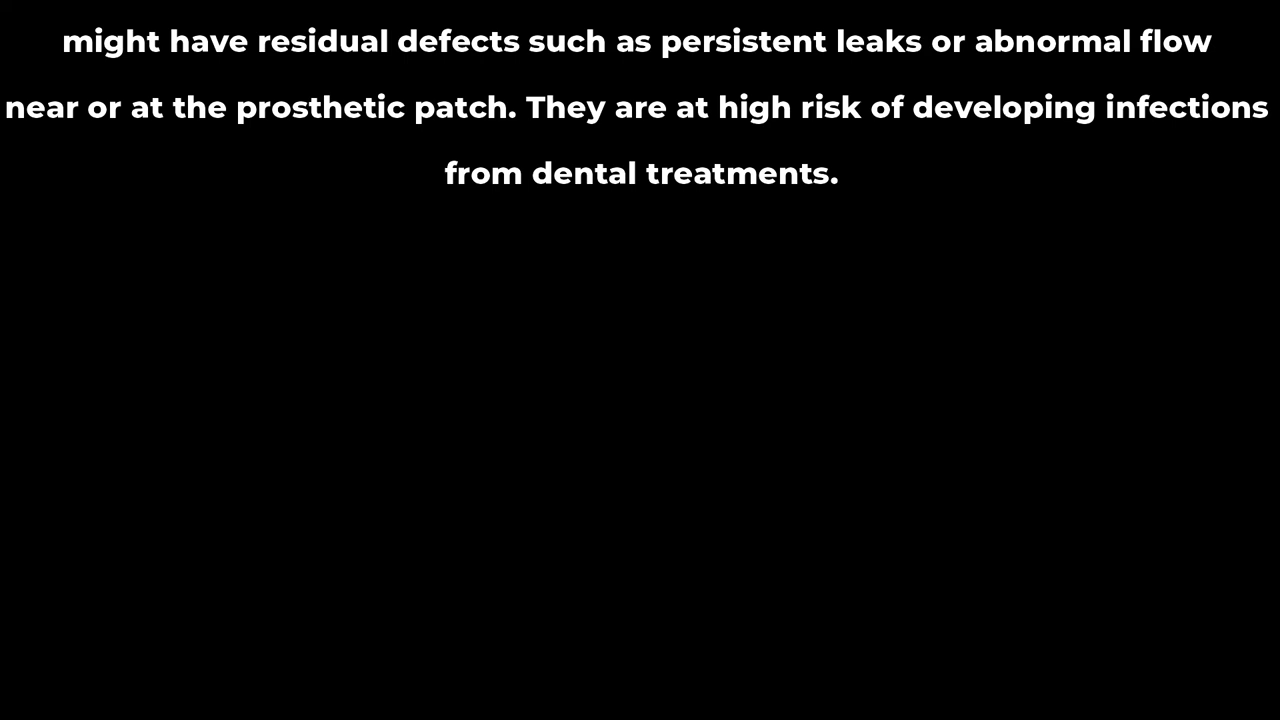 might have residual defects such as persistent leaks or abnormal flow
near or at the prosthetic patch. They are at high risk of developing infections
from dental treatments.